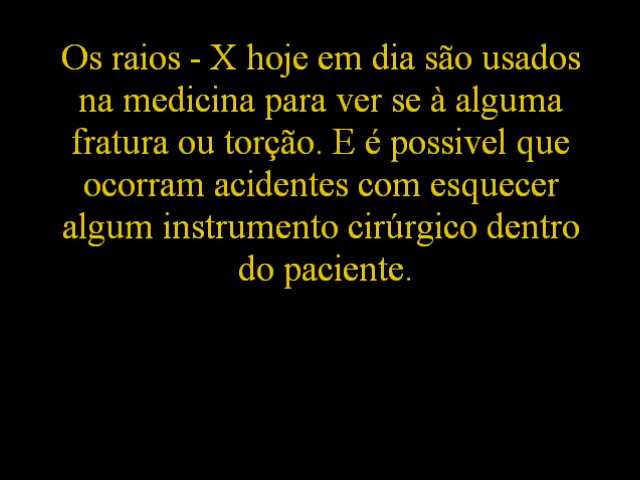 Os raios - X hoje em dia são usados
na medicina para ver se à alguma
fratura ou torção. E é possivel que
ocorram acidentes com esquecer
algum instrumento cirúrgico dentro
do paciente.